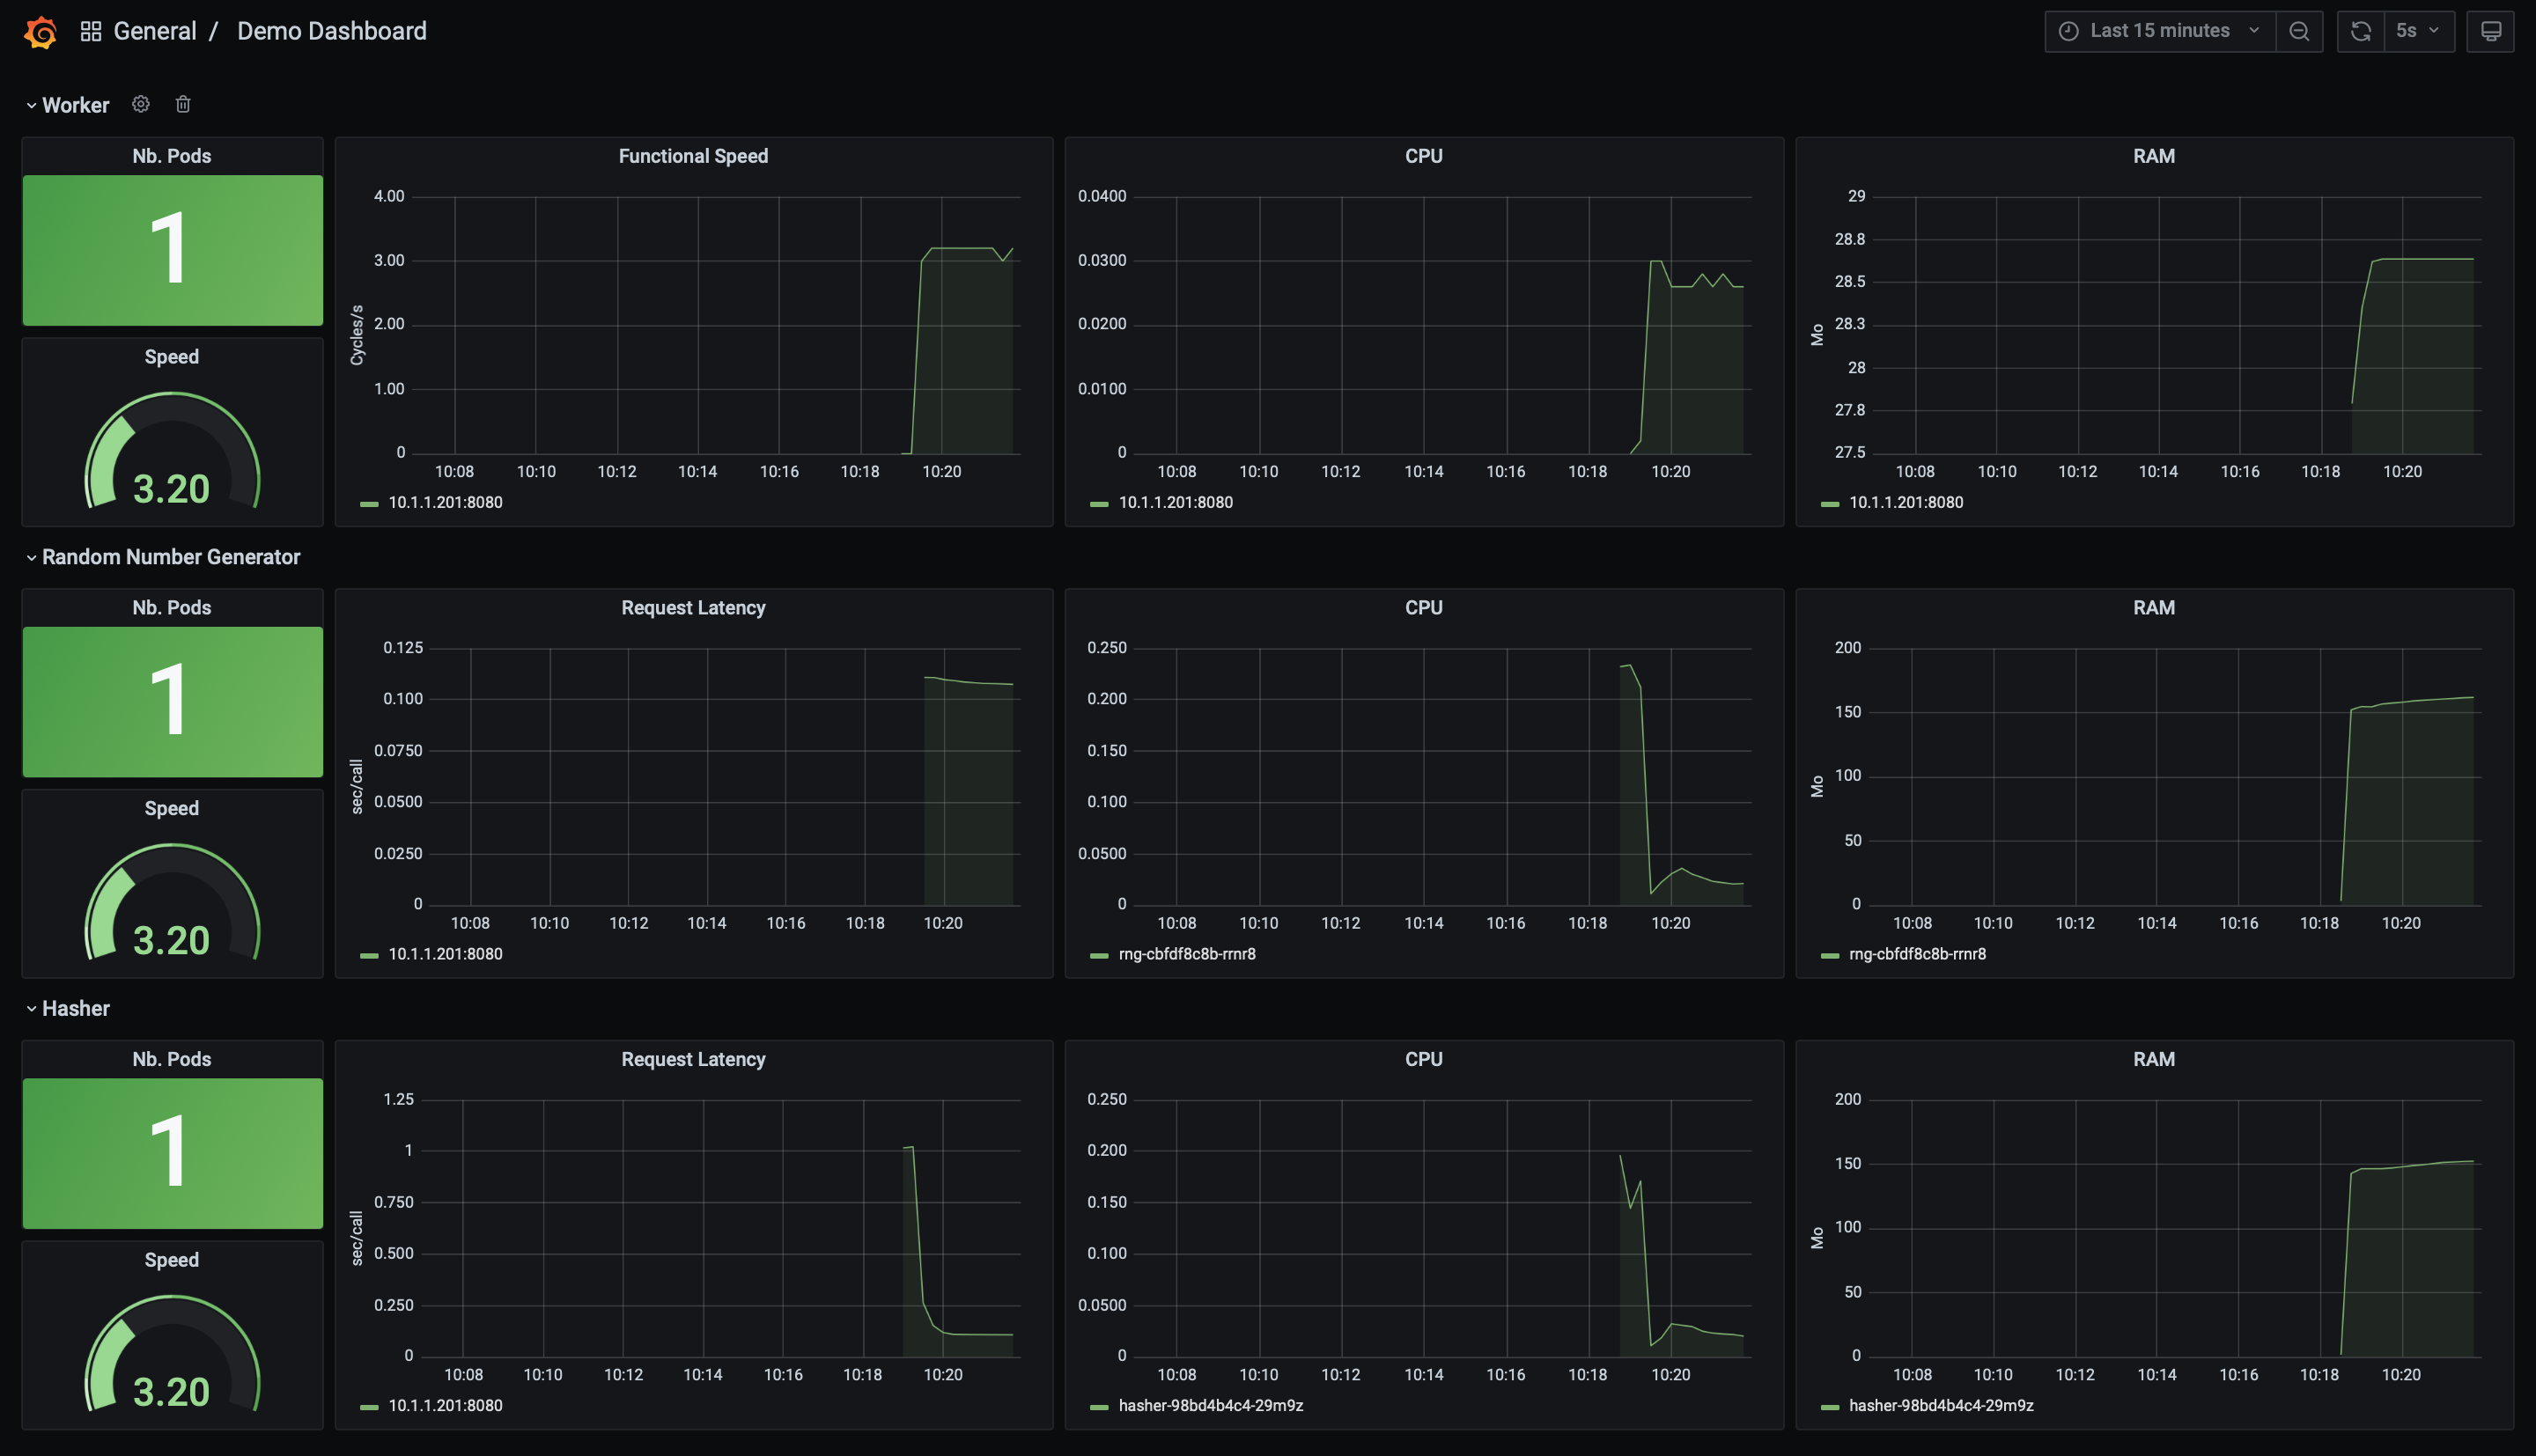 General / Demo Dashboard
Last 15 minutes
5s
Worker
Nb. Pods
1
Speed
3.20
Functional Speed
Cycles/s
4.00
3.00
2.00
1.00
0
10:08 10:10 10:12 10:14 10:16 10:18 10:20
10.1.1.201:8080
CPU
0.0400
0.0300
0.0200
0.0100
0
10:08 10:10 10:12 10:14 10:16 10:18 10:20
10.1.1.201:8080
RAM
Mo
29
28.8
28.5
28.3
28
27.8
27.5
10:08 10:10 10:12 10:14 10:16 10:18 10:20
10.1.1.201:8080
Random Number Generator
Nb. Pods
1
Speed
3.20
Request Latency
sec/call
0.125
0.100
0.0750
0.0500
0.0250
0
10:08 10:10 10:12 10:14 10:16 10:18 10:20
10.1.1.201:8080
CPU
0.250
0.200
0.150
0.100
0.0500
0
10:08 10:10 10:12 10:14 10:16 10:18 10:20
rng-cbfdf8c8b-rrnr8
RAM
Mo
200
150
100
50
0
10:08 10:10 10:12 10:14 10:16 10:18 10:20
rng-cbfdf8c8b-rrnr8
Hasher
Nb. Pods
1
Speed
3.20
Request Latency
sec/call
1.25
1
0.750
0.500
0.250
0
10:08 10:10 10:12 10:14 10:16 10:18 10:20
10.1.1.201:8080
CPU
0.250
0.200
0.150
0.100
0.0500
0
10:08 10:10 10:12 10:14 10:16 10:18 10:20
hasher-98bd4b4c4-29m9z
RAM
Mo
200
150
100
50
0
10:08 10:10 10:12 10:14 10:16 10:18 10:20
hasher-98bd4b4c4-29m9z